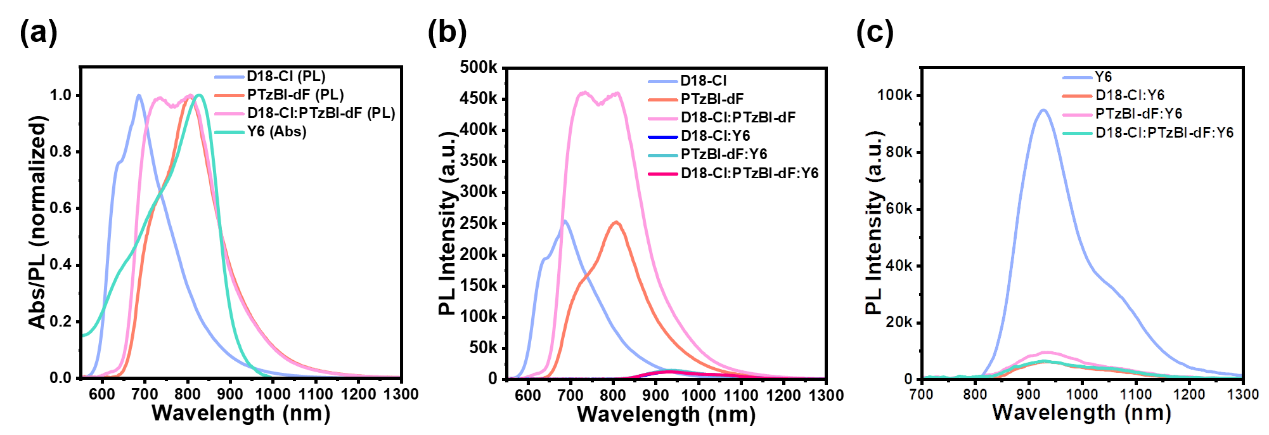 (a)
(b)
(c)
Abs/PL (normalized)
1.0
0.8
0.6
0.4
0.2
0.0
600 700 800 900 1000 1100 1200 1300
Wavelength (nm)
D18-Cl (PL)
PTzBI-dF (PL)
D18-Cl:PTzBI-dF (PL)
Y6 (Abs)
PL Intensity (a.u.)
500k
450k
400k
350k
300k
250k
200k
150k
100k
50k
0
600 700 800 900 1000 1100 1200 1300
Wavelength (nm)
D18-Cl
PTzBI-dF
D18-Cl:PTzBI-dF
D18-Cl:Y6
PTzBI-dF:Y6
D18-Cl:PTzBI-dF:Y6
PL Intensity (a.u.)
100k
80k
60k
40k
20k
0
700 800 900 1000 1100 1200 1300
Wavelength (nm)
Y6
D18-Cl:Y6
PTzBI-dF:Y6
D18-Cl:PTzBI-dF:Y6